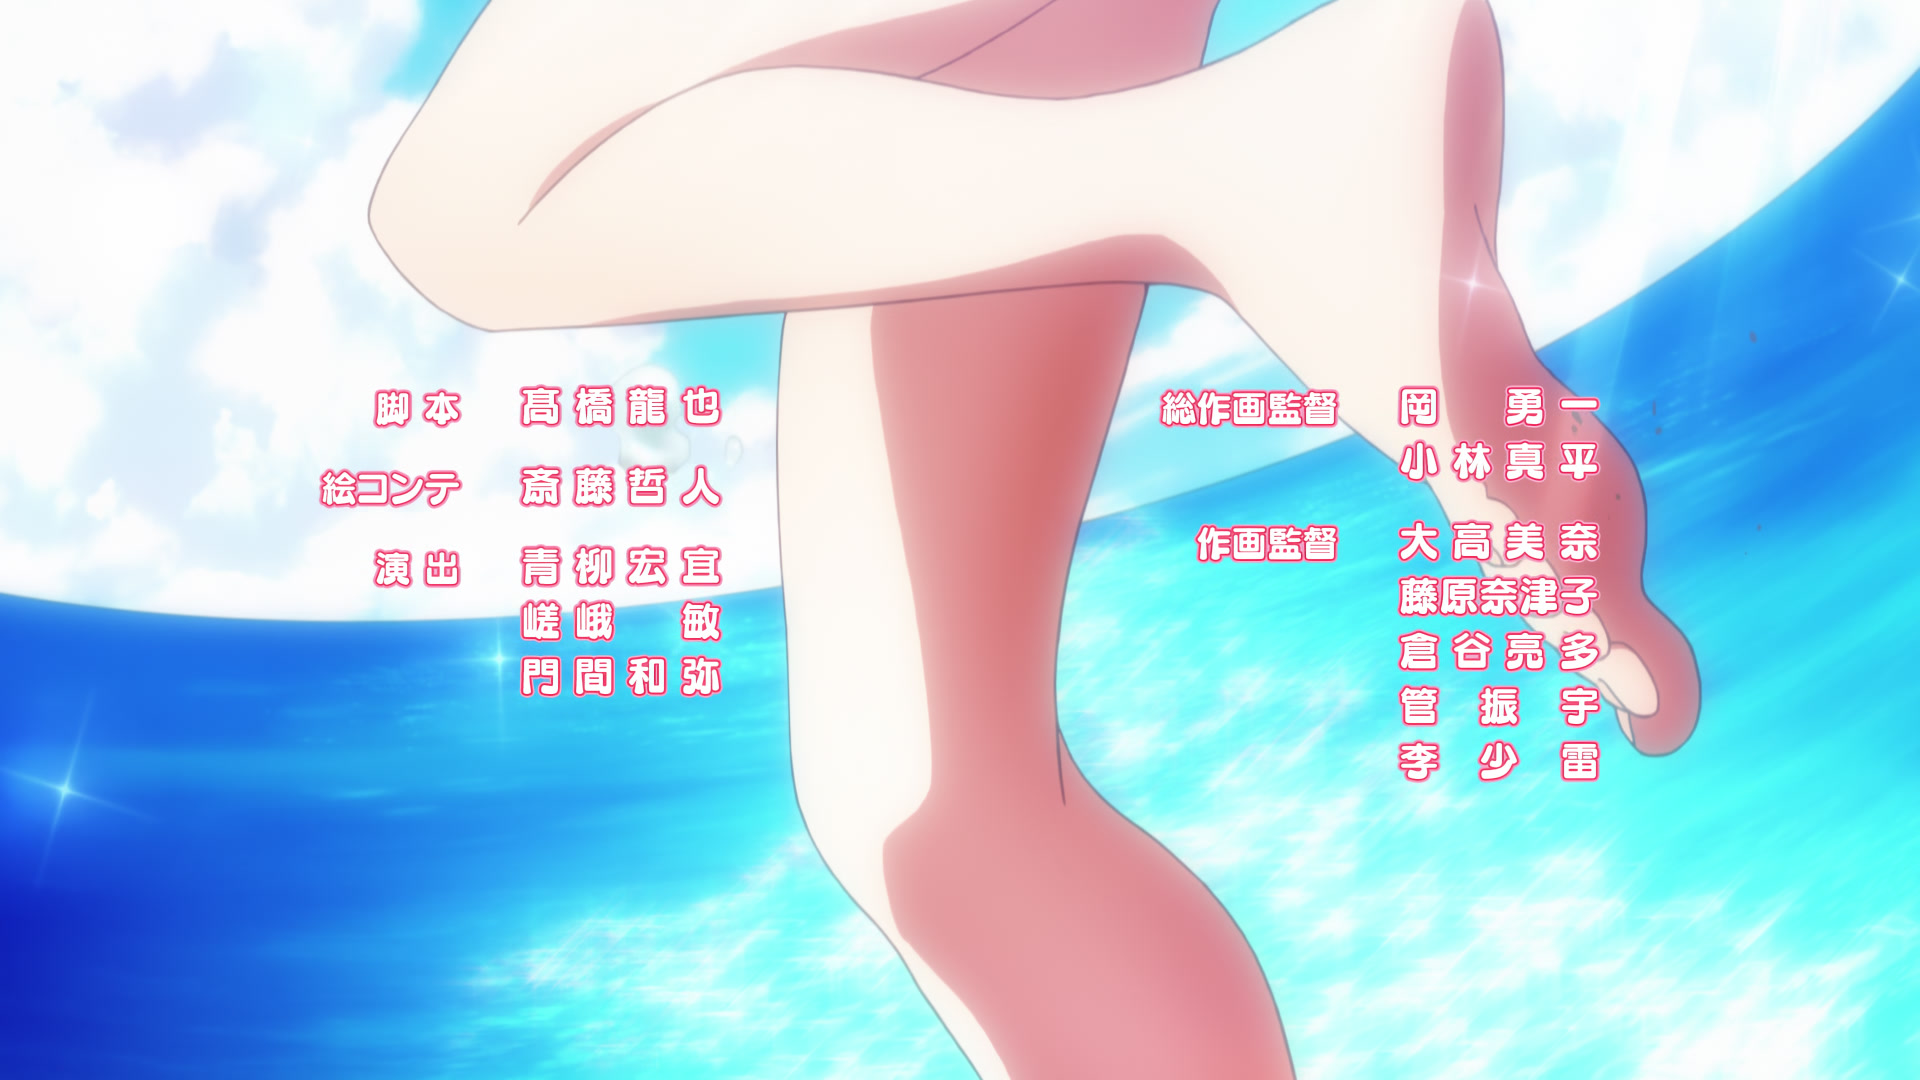 脚本 髙橋龍也
絵コンテ 斎藤哲人
演出 青柳宏宜
嵯峨敏
門間和弥
総作画監督 岡勇一
小林真平
作画監督 大高美奈
藤原奈津子
倉谷亮多
管振宇
李少雷